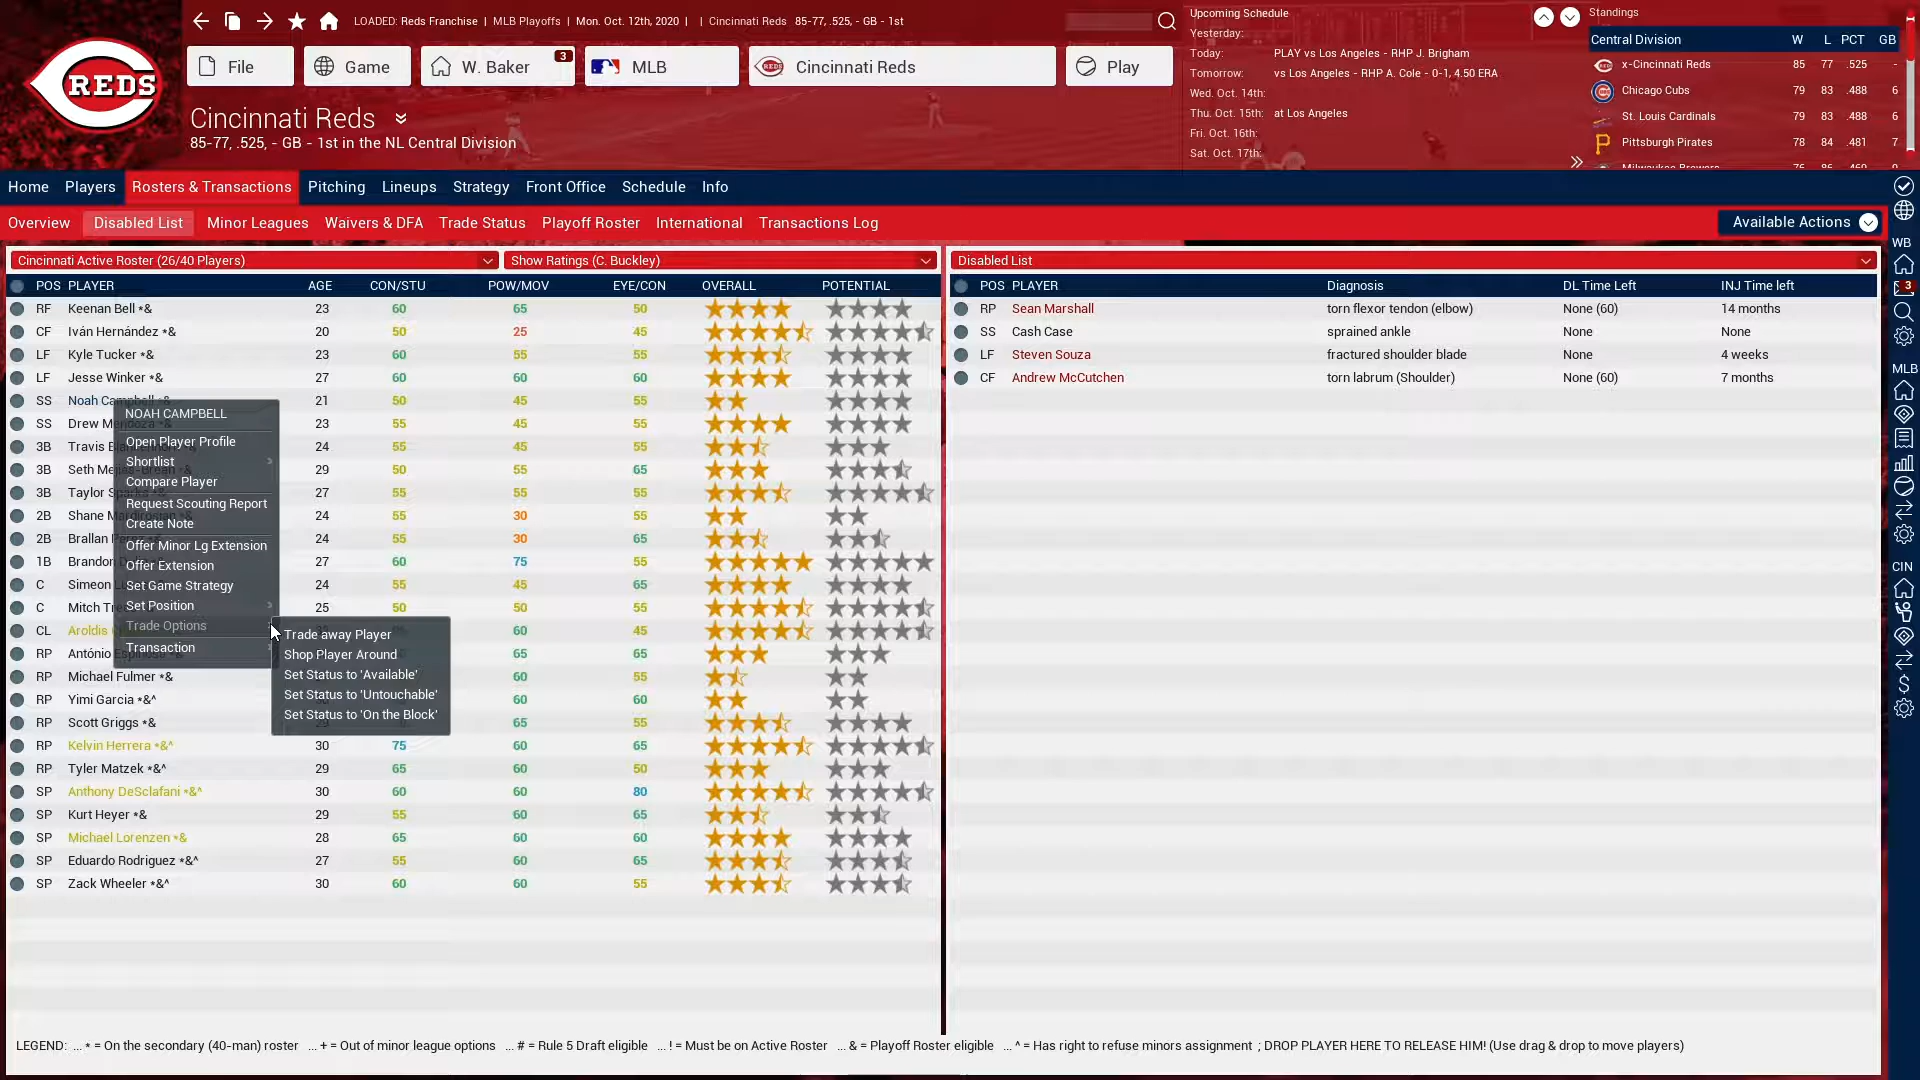 LOADED: Reds Franchise | MLB Playoffs | Mon. Oct. 12th, 2020 | | Cincinnati Reds 85-77, .525, - GB - 1st
REDS
File Game W. Baker 3 MLB Cincinnati Reds Play
Cincinnati Reds
85-77, .525, - GB - 1st in the NL Central Division
Upcoming Schedule
Yesterday:
Today: PLAY vs Los Angeles - RHP J. Brigham
Tomorrow: vs Los Angeles - RHP A. Cole - 0-1, 4.50 ERA
Wed. Oct. 14th:
Thu. Oct. 15th: at Los Angeles
Fri. Oct. 16th:
Sat. Oct. 17th:
Standings
Central Division W L PCT GB
x-Cincinnati Reds 85 77 .525 -
Chicago Cubs 79 83 .488 6
St. Louis Cardinals 79 83 .488 6
Pittsburgh Pirates 78 84 .481 7
Milwaukee Brewers 76 86 .469 9
Home Players Rosters & Transactions Pitching Lineups Strategy Front Office Schedule Info
Overview Disabled List Minor Leagues Waivers & DFA Trade Status Playoff Roster International Transactions Log Available Actions
Cincinnati Active Roster (26/40 Players) Show Ratings (C. Buckley)
POS PLAYER AGE CON/STU POW/MOV EYE/CON OVERALL POTENTIAL
RF Keenan Bell *& 23 60 65 50
CF Iván Hernández *& 20 50 25 45
LF Kyle Tucker *& 23 60 55 55
LF Jesse Winker *& 27 60 60 60
SS Noah Campbell *& 21 50 45 55
SS Drew Mendoza *& 23 55 45 55
3B Travis 24 55 45 55
3B Seth 29 50 55 65
3B Taylor 27 55 55 55
2B Shane 24 55 30 55
2B Brallan 24 55 30 65
1B Brandon 27 60 75 55
C Simeon 24 55 45 65
C Mitch 25 50 50 55
CL Aroldis 60 45
RP António 65 65
RP Michael Fulmer *& 60 55
RP Yimi Garcia *&^ 60 60
RP Scott Griggs *& 65 55
RP Kelvin Herrera *&^ 30 75 60 65
RP Tyler Matzek *&^ 29 65 60 50
SP Anthony DeSclafani *&^ 30 60 60 80
SP Kurt Heyer *& 29 55 60 65
SP Michael Lorenzen *& 28 65 60 60
SP Eduardo Rodriguez *&^ 27 55 60 65
SP Zack Wheeler *&^ 30 60 60 55
NOAH CAMPBELL
Open Player Profile
Shortlist
Compare Player
Request Scouting Report
Create Note
Offer Minor Lg Extension
Offer Extension
Set Game Strategy
Set Position
Trade Options
Transaction
Trade away Player
Shop Player Around
Set Status to 'Available'
Set Status to 'Untouchable'
Set Status to 'On the Block'
Disabled List
POS PLAYER Diagnosis DL Time Left INJ Time left
RP Sean Marshall torn flexor tendon (elbow) None (60) 14 months
SS Cash Case sprained ankle None None
LF Steven Souza fractured shoulder blade None 4 weeks
CF Andrew McCutchen torn labrum (Shoulder) None (60) 7 months
WB
3
MLB
CIN
LEGEND: ... * = On the secondary (40-man) roster ... + = Out of minor league options ... # = Rule 5 Draft eligible ... ! = Must be on Active Roster ... & = Playoff Roster eligible ... ^ = Has right to refuse minors assignment ; DROP PLAYER HERE TO RELEASE HIM! (Use drag & drop to move players)